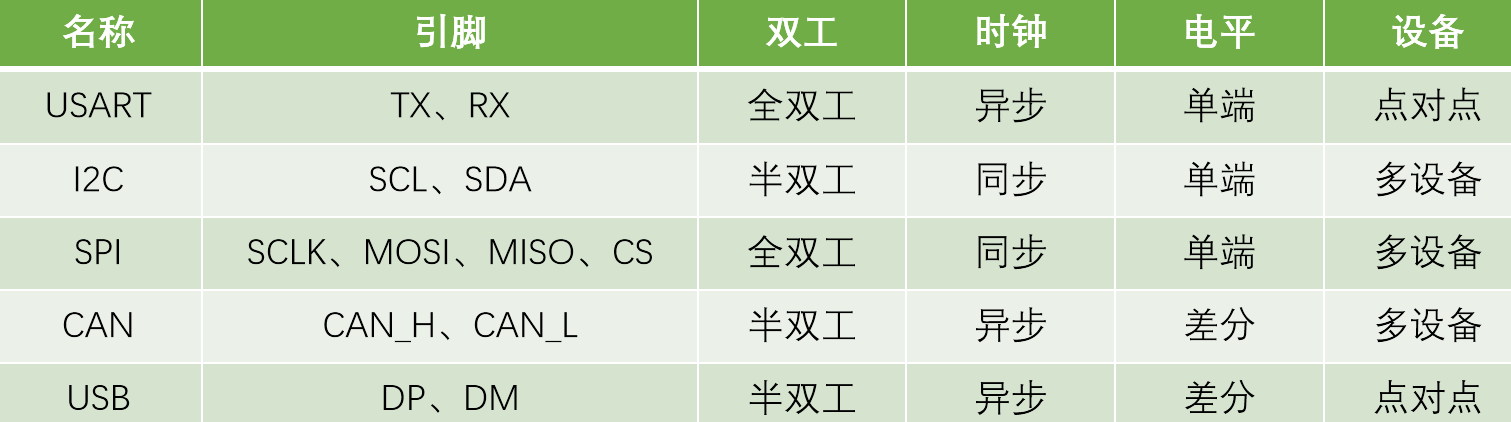 名称 引脚 双工 时钟 电平 设备
USART TX、RX 全双工 异步 单端 点对点
I2C SCL、SDA 半双工 同步 单端 多设备
SPI SCLK、MOSI、MISO、CS 全双工 同步 单端 多设备
CAN CAN_H、CAN_L 半双工 异步 差分 多设备
USB DP、DM 半双工 异步 差分 点对点